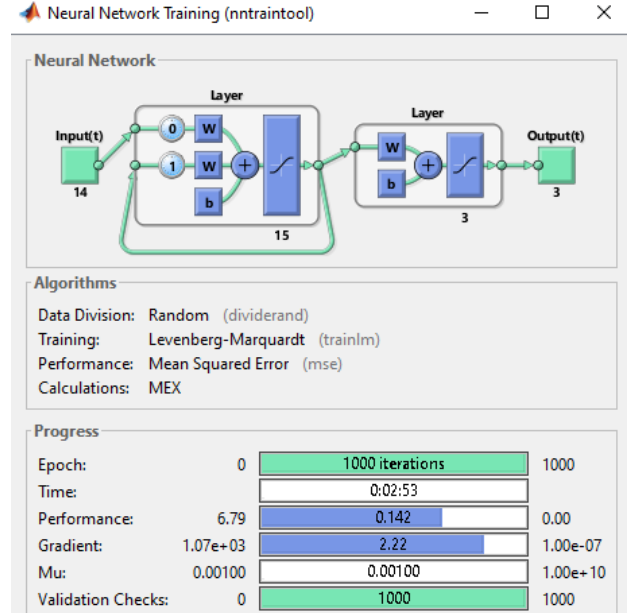 Neural Network Training (nntraintool)
Neural Network
Layer
Layer
Input(t)
Output(t)
0
W
1
W
b
W
b
14
15
3
3
Algorithms
Data Division: Random (dividerand)
Training: Levenberg-Marquardt (trainlm)
Performance: Mean Squared Error (mse)
Calculations: MEX
Progress
Epoch: 0 1000 iterations 1000
Time: 0:02:53
Performance: 6.79 0.142 0.00
Gradient: 1.07e+03 2.22 1.00e-07
Mu: 0.00100 0.00100 1.00e+10
Validation Checks: 0 1000 1000